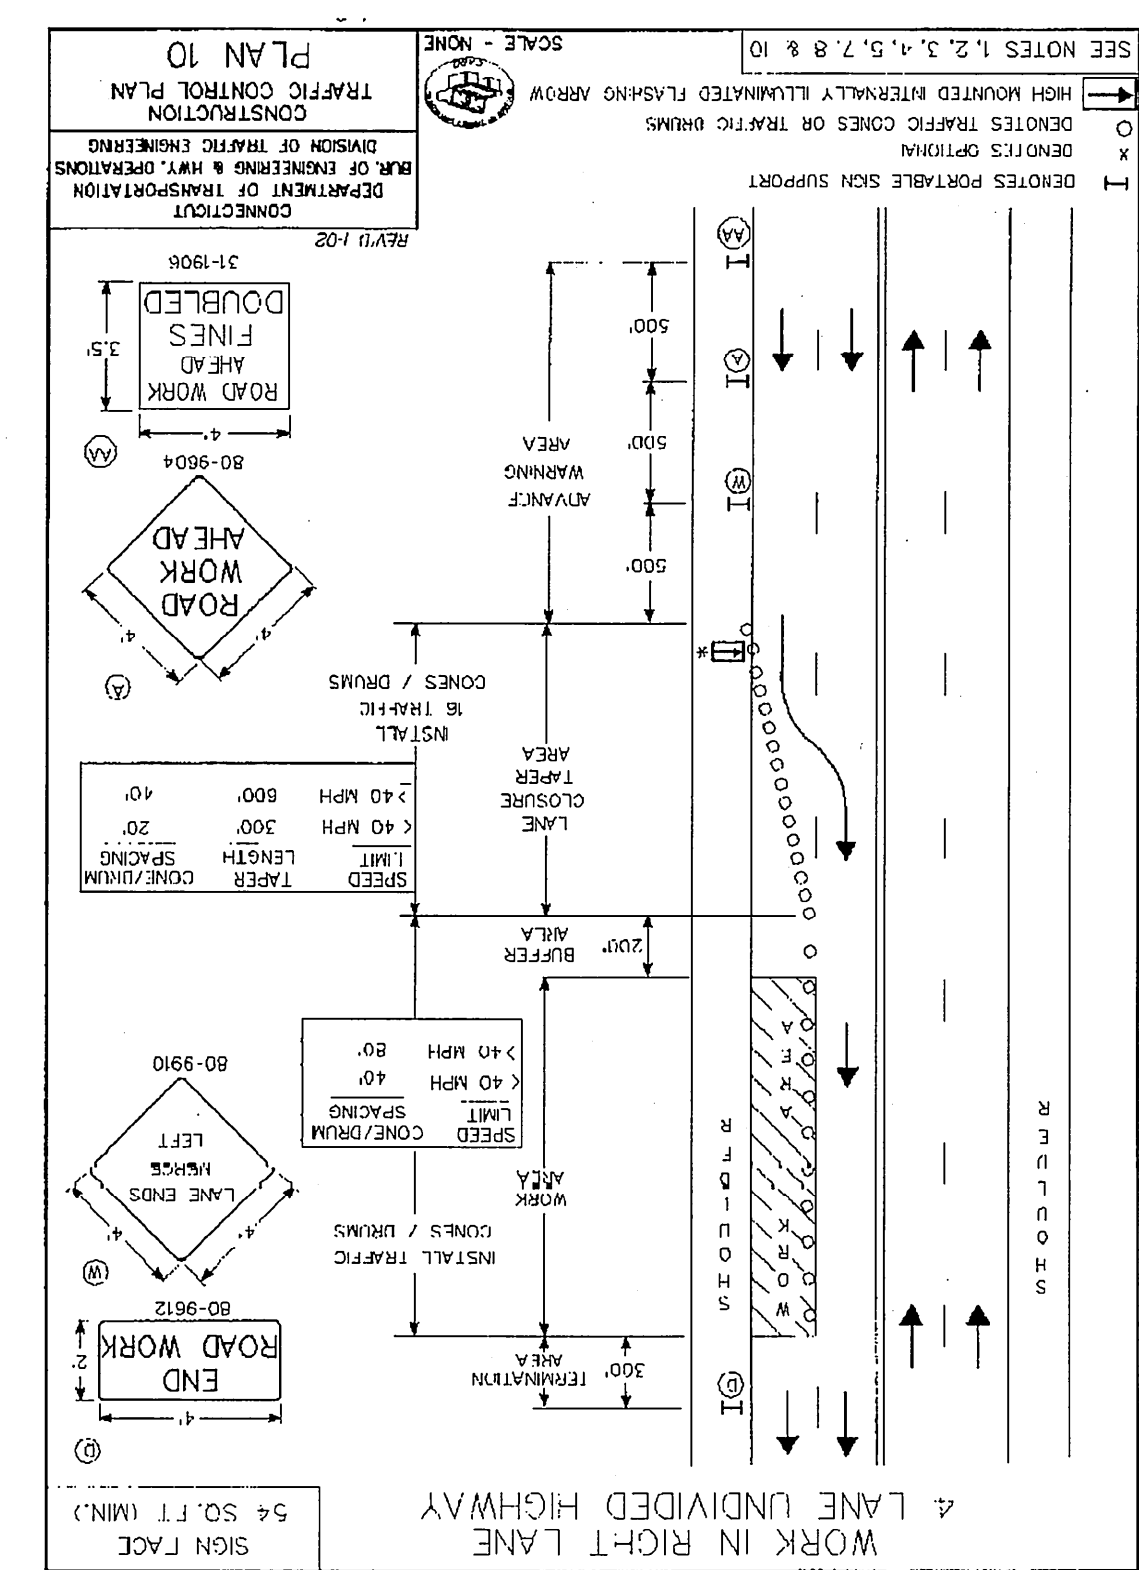 WORK IN RIGHT LANE
4 LANE UNDIVIDED HIGHWAY
SIGN FACE
54 SQ. FT (MIN.)
D
300'
TERMINATION
AREA
4'
END
ROAD WORK
2'
80-9612
W
LANE ENDS
MERGE
LEFT
4'
4'
80-9910
SHOULDER
WORK AREA
SHOULDER
WORK
AREA
INSTALL TRAFFIC
CONES / DRUMS
SPEED
LIMIT
CONE/DRUM
SPACING
< 40 MPH 40'
> 40 MPH 80'
200'
BUFFER
AREA
LANE
CLOSURE
TAPER
AREA
SPEED
LIMIT
TAPER
LENGTH
CONE/DRUM
SPACING
< 40 MPH 300' 20'
> 40 MPH 600' 40'
INSTALL
16 TRAFFIC
CONES / DRUMS
*
A
4'
4'
ROAD
WORK
AHEAD
80-9604
500'
W
500'
A
500'
AA
ADVANCE
WARNING
AREA
AA
4'
ROAD WORK
AHEAD
FINES
DOUBLED
3.5'
31-1906
REV'D 1-02
DENOTES PORTABLE SIGN SUPPORT
x DENOTES OPTIONAL
DENOTES TRAFFIC CONES OR TRAFFIC DRUMS
HIGH MOUNTED INTERNALLY ILLUMINATED FLASHING ARROW
SEE NOTES 1, 2, 3, 4, 5, 7, 8 & 10
SCALE - NONE
CONNECTICUT
DEPARTMENT OF TRANSPORTATION
BUR. OF ENGINEERING & HWY. OPERATIONS
DIVISION OF TRAFFIC ENGINEERING
CONSTRUCTION
TRAFFIC CONTROL PLAN
PLAN 10